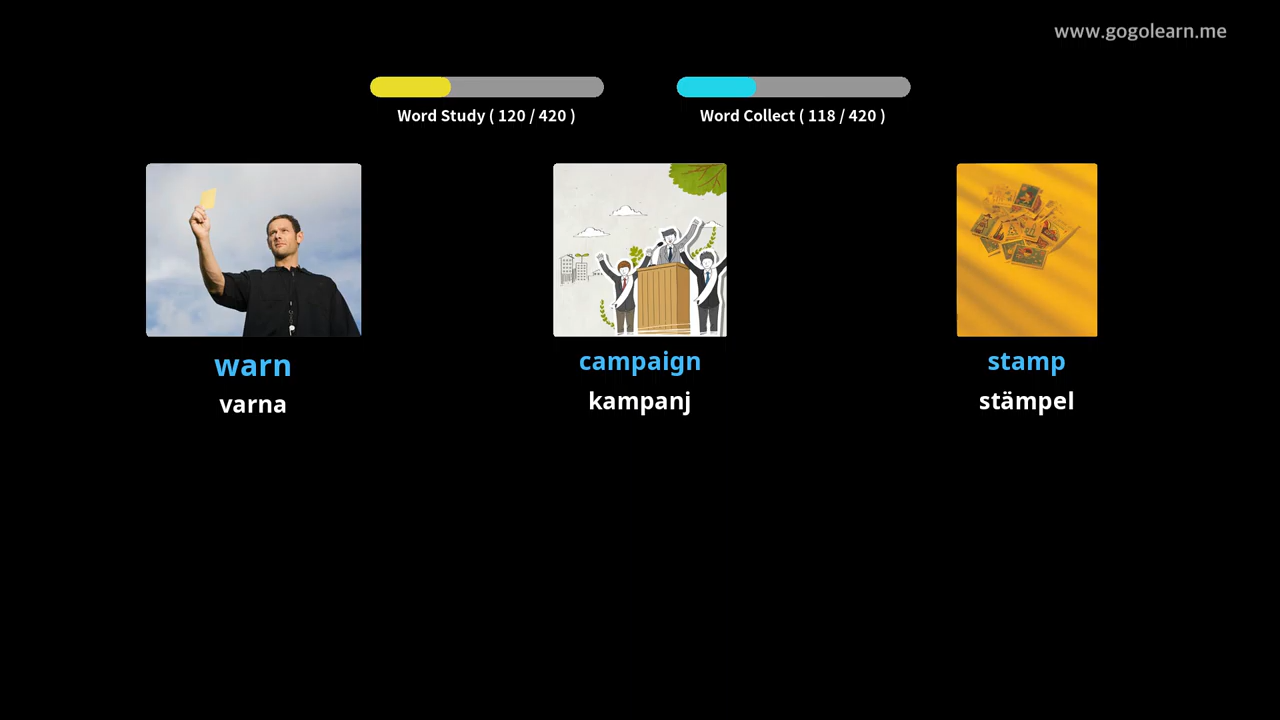 www.gogolearn.me
Word Study ( 120 / 420 )
Word Collect ( 118 / 420 )
warn
varna
campaign
kampanj
stamp
stämpel